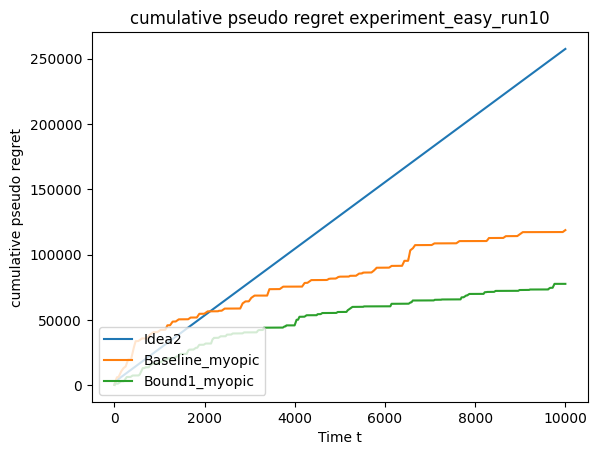 cumulative pseudo regret experiment_easy_run10
250000
200000
150000
100000
50000
0
cumulative pseudo regret
Idea2
Baseline_myopic
Bound1_myopic
0 2000 4000 6000 8000 10000
Time t